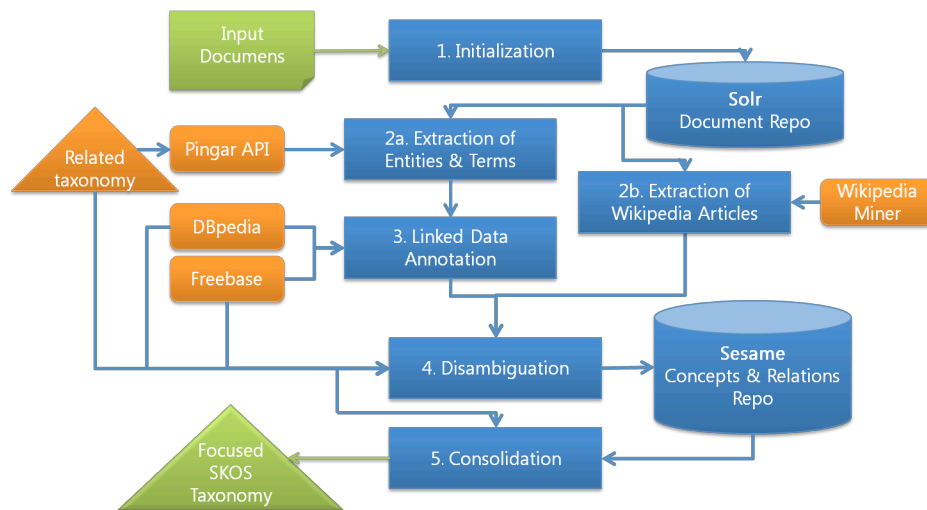 Input
Documens
1. Initialization
Solr
Document Repo
Related
taxonomy
Pingar API
2a. Extraction of
Entities & Terms
2b. Extraction of
Wikipedia Articles
Wikipedia
Miner
DBpedia
Freebase
3. Linked Data
Annotation
4. Disambiguation
Sesame
Concepts & Relations
Repo
Focused
SKOS
Taxonomy
5. Consolidation